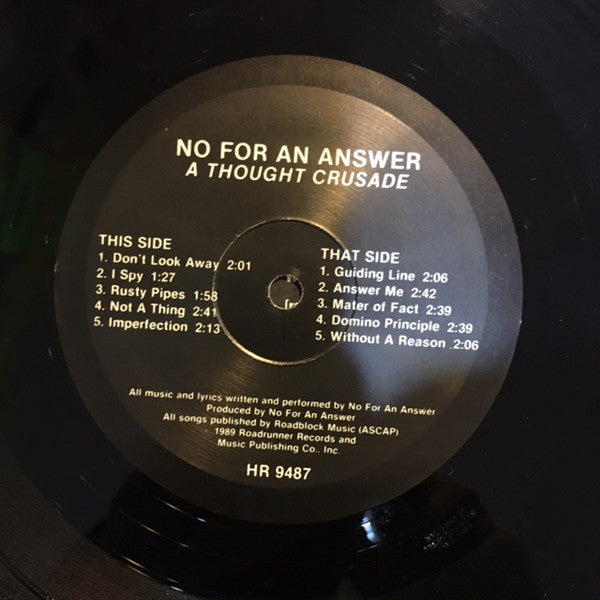 NO FOR AN ANSWER
A THOUGHT CRUSADE
THIS SIDE
1. Don't Look Away 2:01
2. I Spy 1:27
3. Rusty Pipes 1:58
4. Not A Thing 2:41
5. Imperfection 2:13
THAT SIDE
1. Guiding Line 2:06
2. Answer Me 2:42
3. Mater of Fact 2:39
4. Domino Principle 2:39
5. Without A Reason .2:06
All music and lyrics written and performed by No For An Answer
Produced by No For An Answer
All songs published by Roadblock Music (ASCAP)
1989 Roadrunner Records and
Music Publishing Co.. Inc.
HR 9487